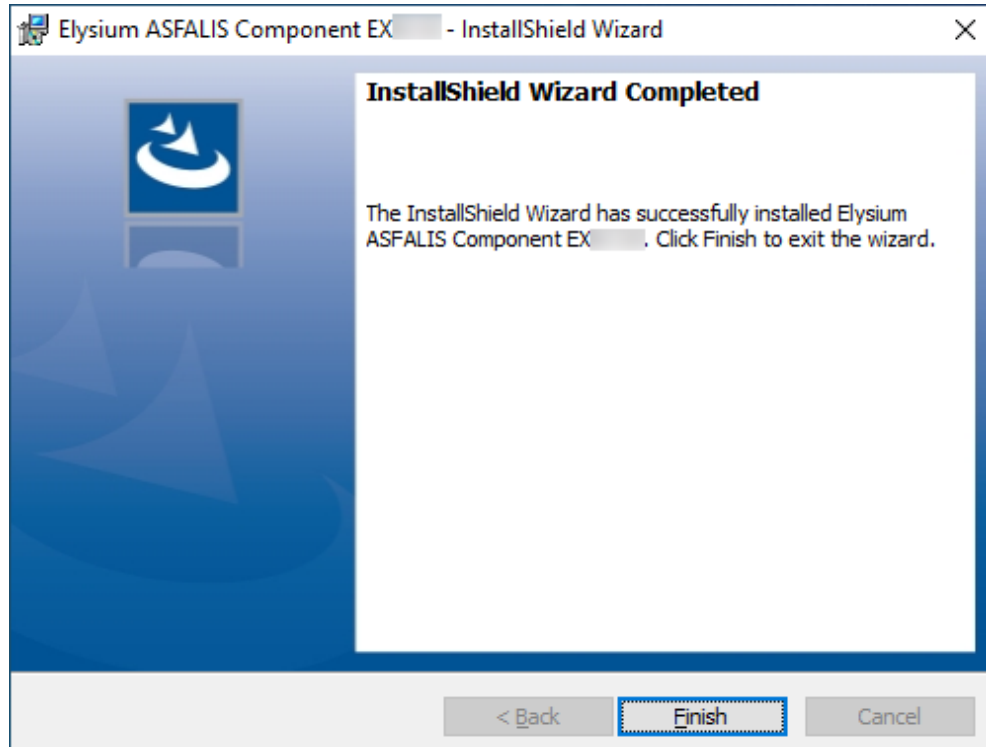 Elysium ASFALIS Component EX - InstallShield Wizard
InstallShield Wizard Completed
The InstallShield Wizard has successfully installed Elysium
ASFALIS Component EX . Click Finish to exit the wizard.
< Back Finish Cancel